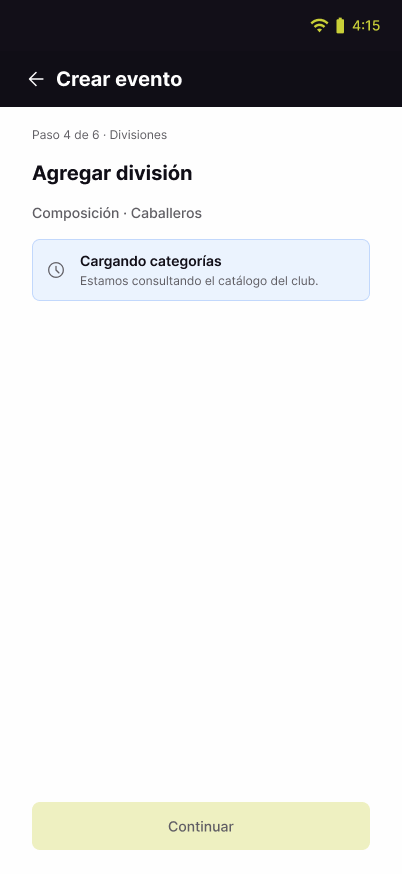 4:15
Crear evento
Paso 4 de 6 · Divisiones
Agregar división
Composición · Caballeros
Cargando categorías
Estamos consultando el catálogo del club.
Continuar